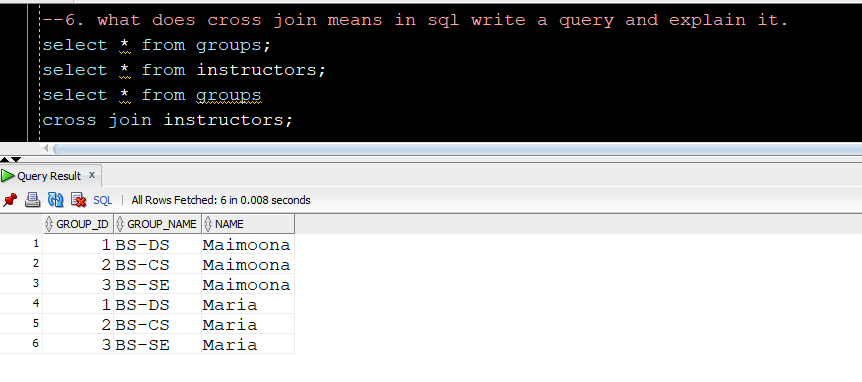 --6. what does cross join means in sql write a query and explain it.
select * from groups;
select * from instructors;
select * from groups
cross join instructors;
Query Result x
SQL | All Rows Fetched: 6 in 0.008 seconds
GROUP_ID GROUP_NAME NAME
1 1 BS-DS Maimoona
2 2 BS-CS Maimoona
3 3 BS-SE Maimoona
4 1 BS-DS Maria
5 2 BS-CS Maria
6 3 BS-SE Maria